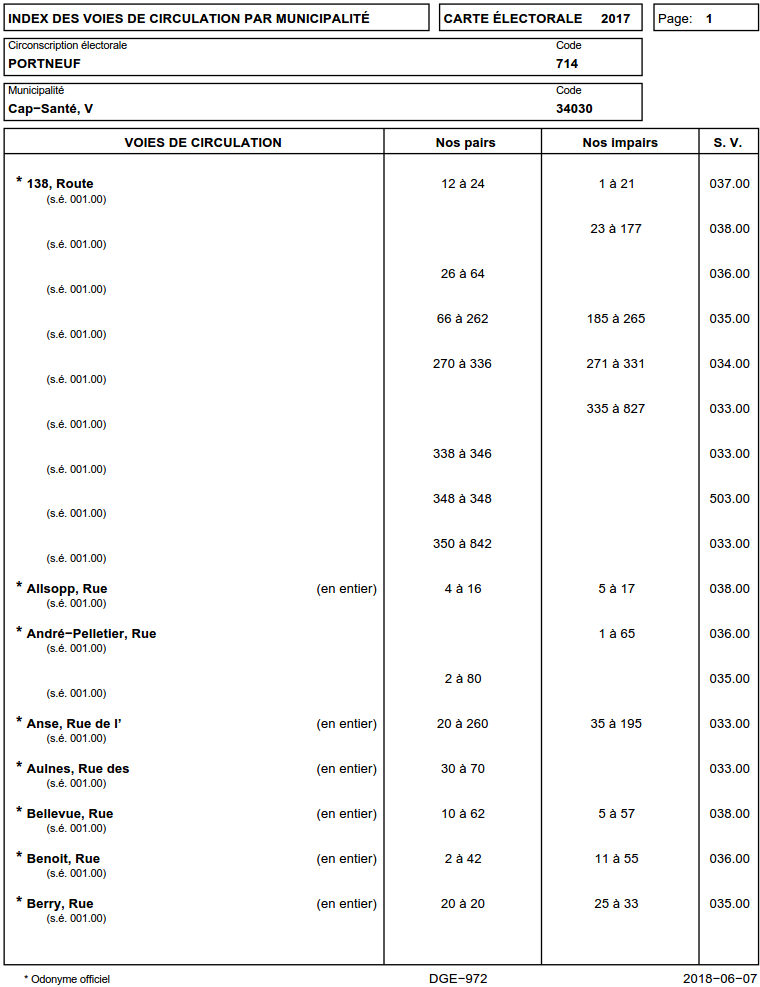 INDEX DES VOIES DE CIRCULATION PAR MUNICIPALITÉ CARTE ÉLECTORALE 2017 Page: 1
Circonscription électorale Code
PORTNEUF 714
Municipalité Code
Cap−Santé, V 34030
VOIES DE CIRCULATION Nos pairs Nos impairs S. V.
* 138, Route 12 à 24 1 à 21 037.00
(s.é. 001.00)
23 à 177 038.00
(s.é. 001.00)
26 à 64 036.00
(s.é. 001.00)
66 à 262 185 à 265 035.00
(s.é. 001.00)
270 à 336 271 à 331 034.00
(s.é. 001.00)
335 à 827 033.00
(s.é. 001.00)
338 à 346 033.00
(s.é. 001.00)
348 à 348 503.00
(s.é. 001.00)
350 à 842 033.00
(s.é. 001.00)
* Allsopp, Rue (en entier) 4 à 16 5 à 17 038.00
(s.é. 001.00)
* André−Pelletier, Rue 1 à 65 036.00
(s.é. 001.00)
2 à 80 035.00
(s.é. 001.00)
* Anse, Rue de l’ (en entier) 20 à 260 35 à 195 033.00
(s.é. 001.00)
* Aulnes, Rue des (en entier) 30 à 70 033.00
(s.é. 001.00)
* Bellevue, Rue (en entier) 10 à 62 5 à 57 038.00
(s.é. 001.00)
* Benoit, Rue (en entier) 2 à 42 11 à 55 036.00
(s.é. 001.00)
* Berry, Rue (en entier) 20 à 20 25 à 33 035.00
(s.é. 001.00)
* Odonyme officiel DGE−972 2018−06−07